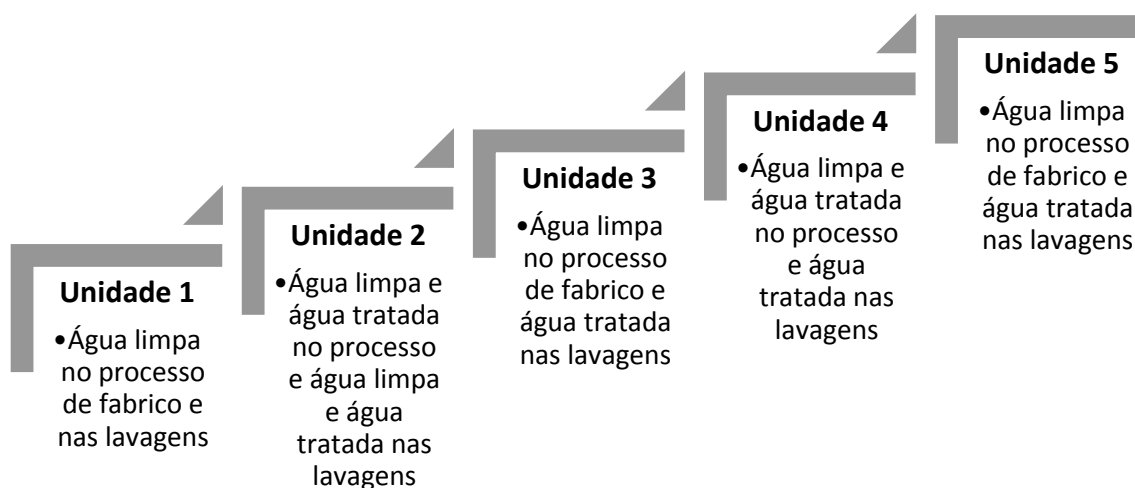 Unidade 1
•Água limpa
no processo
de fabrico e
nas lavagens
Unidade 2
•Água limpa e
água tratada
no processo
e água limpa
e água
tratada nas
lavagens
Unidade 3
•Água limpa
no processo
de fabrico e
água tratada
nas lavagens
Unidade 4
•Água limpa e
água tratada
no processo
e água
tratada nas
lavagens
Unidade 5
•Água limpa
no processo
de fabrico e
água tratada
nas lavagens